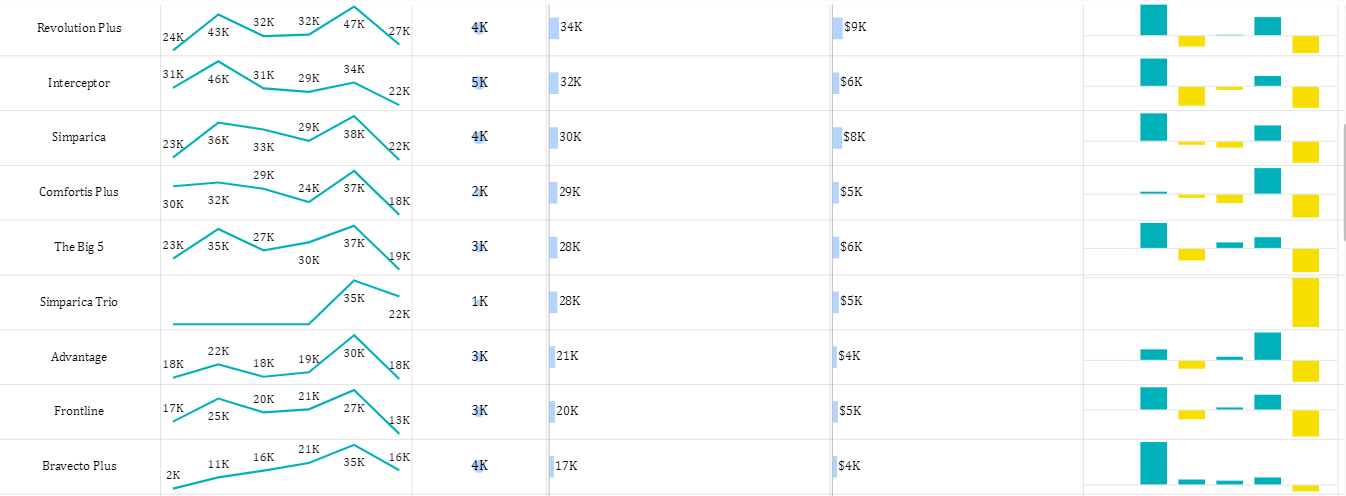 Revolution Plus 24K 43K 32K 32K 47K 27K 4K 34K $9K
Interceptor 31K 46K 31K 29K 34K 22K 5K 32K $6K
Simparica 23K 36K 33K 29K 38K 22K 4K 30K $8K
Comfortis Plus 30K 32K 29K 24K 37K 18K 2K 29K $5K
The Big 5 23K 35K 27K 30K 37K 19K 3K 28K $6K
Simparica Trio 35K 22K 1K 28K $5K
Advantage 18K 22K 18K 19K 30K 18K 3K 21K $4K
Frontline 17K 25K 20K 21K 27K 13K 3K 20K $5K
Bravecto Plus 2K 11K 16K 21K 35K 16K 4K 17K $4K